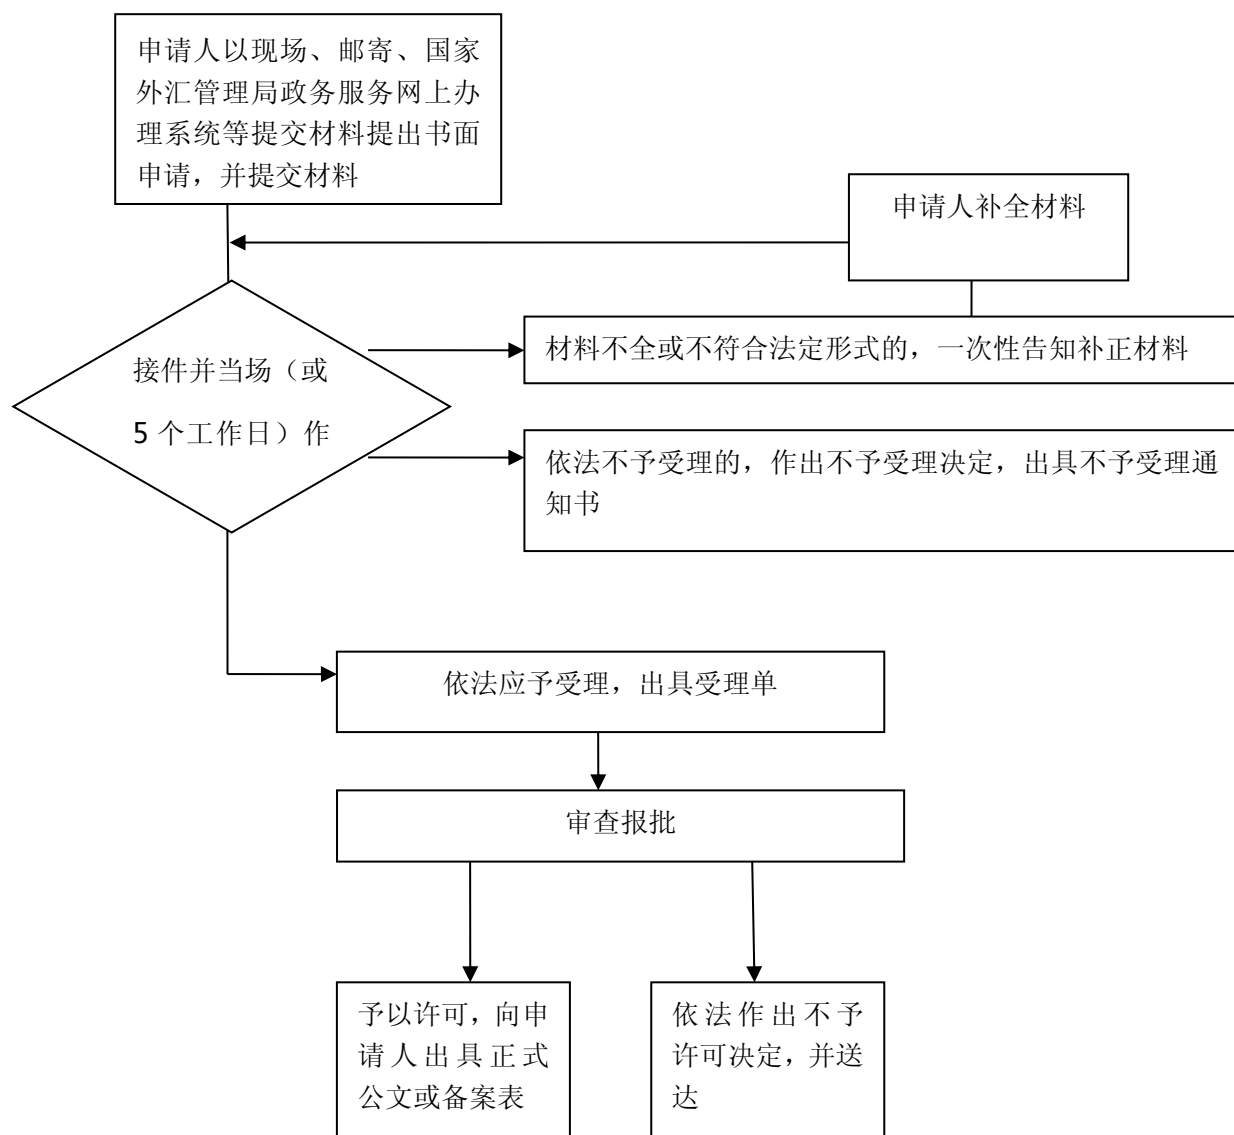 申请人以现场、邮寄、国家
外汇管理局政务服务网上办
理系统等提交材料提出书面
申请，并提交材料
申请人补全材料
接件并当场（或
5 个工作日）作
材料不全或不符合法定形式的，一次性告知补正材料
依法不予受理的，作出不予受理决定，出具不予受理通
知书
依法应予受理，出具受理单
审查报批
予以许可，向申
请人出具正式
公文或备案表
依法作出不予
许可决定，并送
达